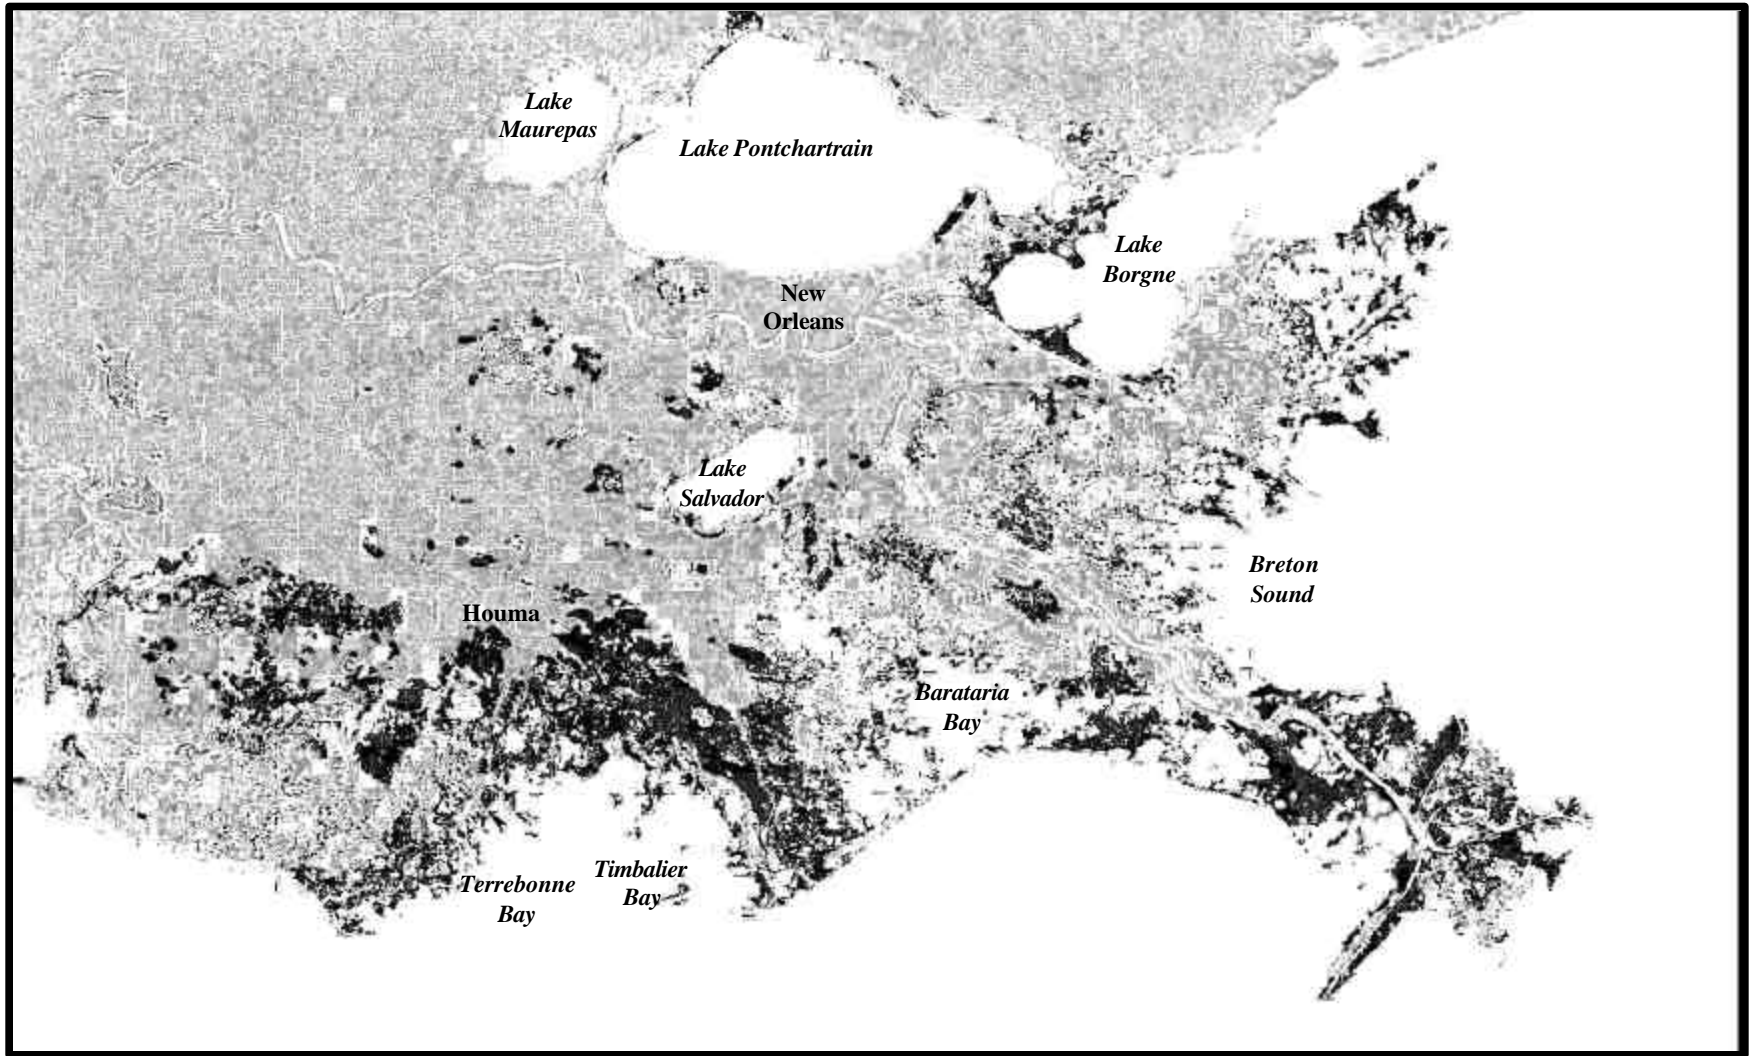 Lake
Maurepas
Lake Pontchartrain
Lake
Borgne
New
Orleans
Lake
Salvador
Breton
Sound
Houma
Barataria
Bay
Timbalier
Bay
Terrebonne
Bay